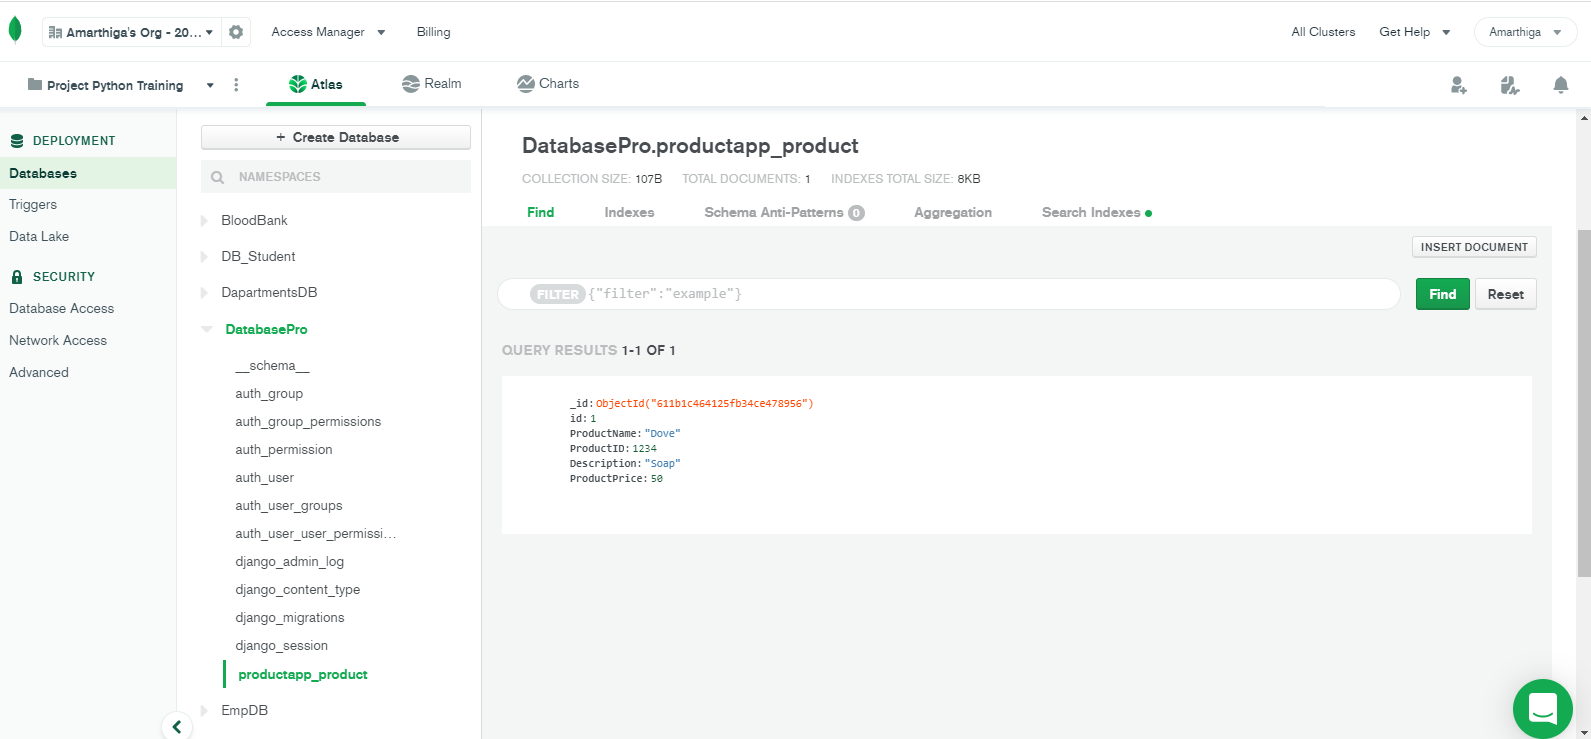 Amarthiga's Org - 20...
Access Manager
Billing
All Clusters
Get Help
Amarthiga
Project Python Training
Atlas
Realm
Charts
DEPLOYMENT
Databases
Triggers
Data Lake
SECURITY
Database Access
Network Access
Advanced
+ Create Database
NAMESPACES
BloodBank
DB_Student
DapartmentsDB
DatabasePro
__schema__
auth_group
auth_group_permissions
auth_permission
auth_user
auth_user_groups
auth_user_user_permissi...
django_admin_log
django_content_type
django_migrations
django_session
productapp_product
EmpDB
DatabasePro.productapp_product
COLLECTION SIZE: 107B TOTAL DOCUMENTS: 1 INDEXES TOTAL SIZE: 8KB
Find Indexes Schema Anti-Patterns 0 Aggregation Search Indexes
INSERT DOCUMENT
FILTER {"filter":"example"}
Find
Reset
QUERY RESULTS 1-1 OF 1
_id: ObjectId("611b1c464125fb34ce478956")
id: 1
ProductName: "Dove"
ProductID: 1234
Description: "Soap"
ProductPrice: 50